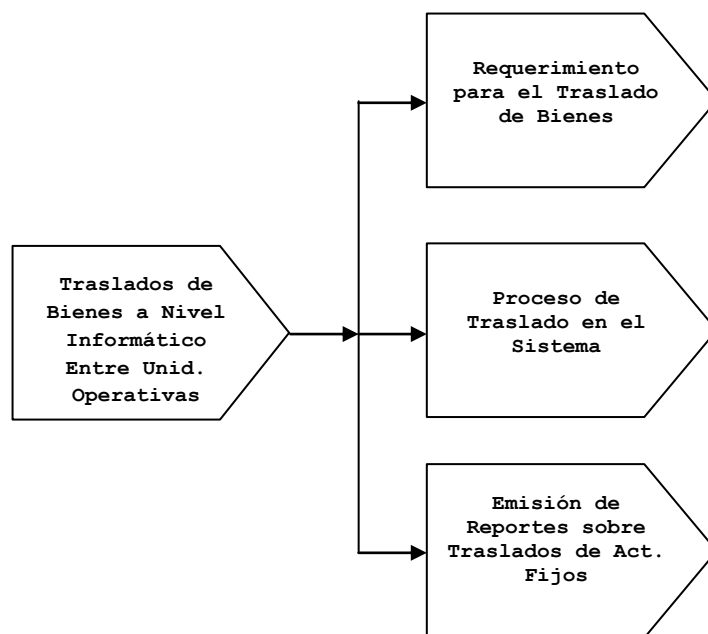 Requerimiento
para el Traslado
de Bienes
Traslados de
Bienes a Nivel
Informático
Entre Unid.
Operativas
Proceso de
Traslado en el
Sistema
Emisión de
Reportes sobre
Traslados de Act.
Fijos